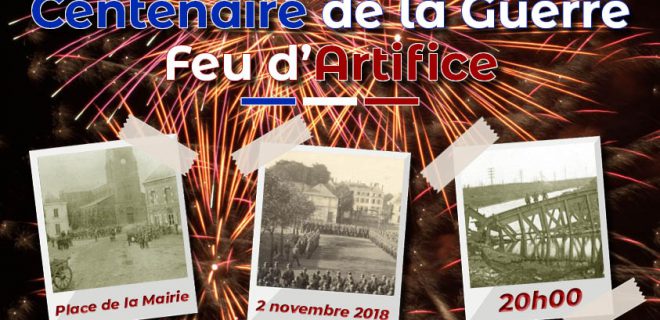 Centenaire de la Guerre
Feu d'Artifice
Place de la Mairie
2 novembre 2018
20h00